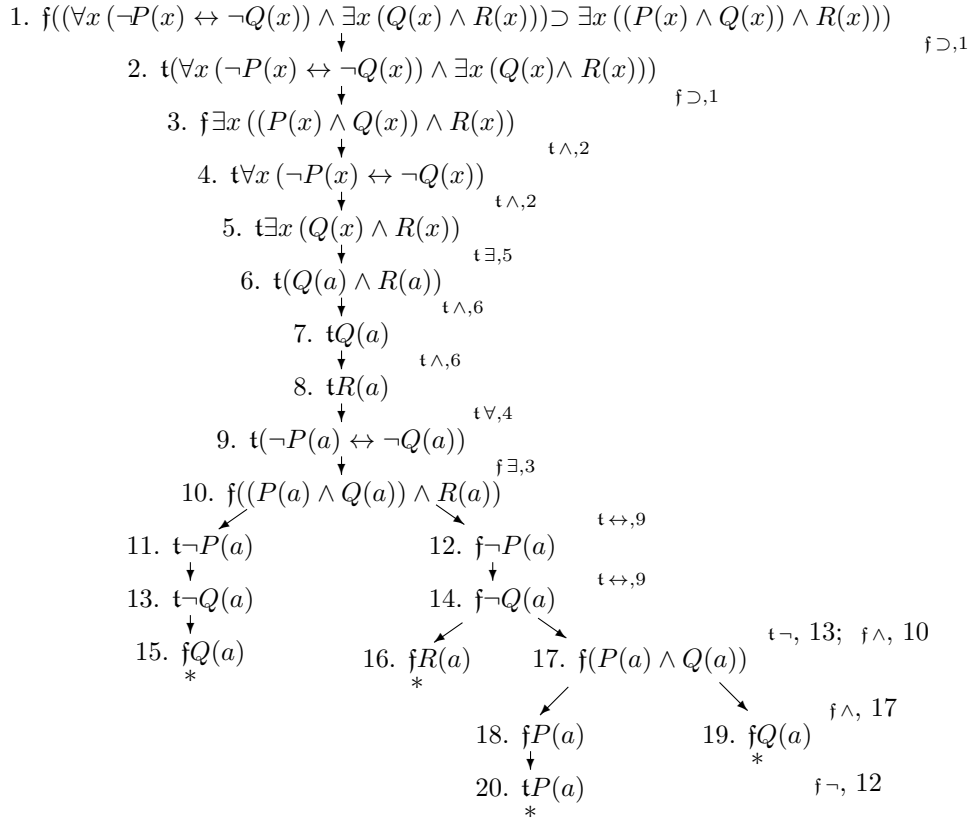 1. 𝔣((∀x (¬P(x) ↔ ¬Q(x)) ∧ ∃x (Q(x) ∧ R(x)))⊃ ∃x ((P(x) ∧ Q(x)) ∧ R(x)))
𝔣 ⊃,1
2. 𝔱(∀x (¬P(x) ↔ ¬Q(x)) ∧ ∃x (Q(x)∧ R(x)))
𝔣 ⊃,1
3. 𝔣 ∃x ((P(x) ∧ Q(x)) ∧ R(x))
𝔱 ∧,2
4. 𝔱∀x (¬P(x) ↔ ¬Q(x))
𝔱 ∧,2
5. 𝔱∃x (Q(x) ∧ R(x))
𝔱 ∃,5
6. 𝔱(Q(a) ∧ R(a))
𝔱 ∧,6
7. 𝔱Q(a)
𝔱 ∧,6
8. 𝔱R(a)
𝔱 ∀,4
9. 𝔱(¬P(a) ↔ ¬Q(a))
𝔣 ∃,3
10. 𝔣((P(a) ∧ Q(a)) ∧ R(a))
𝔱 ↔,9
11. 𝔱¬P(a) 12. 𝔣¬P(a)
𝔱 ↔,9
13. 𝔱¬Q(a) 14. 𝔣¬Q(a)
𝔱 ¬, 13; 𝔣 ∧, 10
15. 𝔣Q(a) 16. 𝔣R(a) 17. 𝔣(P(a) ∧ Q(a))
* *
𝔣 ∧, 17
18. 𝔣P(a) 19. 𝔣Q(a)
*
20. 𝔱P(a) 𝔣 ¬, 12
*